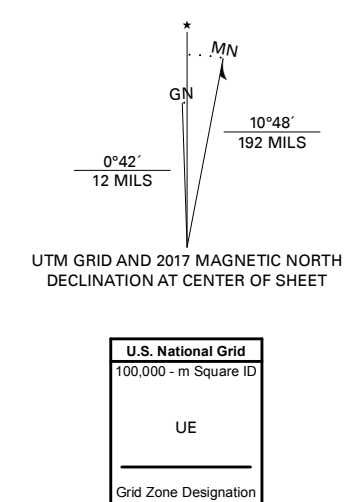 ★
MN
GN
10°48´
192 MILS
0°42´
12 MILS
UTM GRID AND 2017 MAGNETIC NORTH
DECLINATION AT CENTER OF SHEET
U.S. National Grid
100,000 - m Square ID
UE
Grid Zone Designation